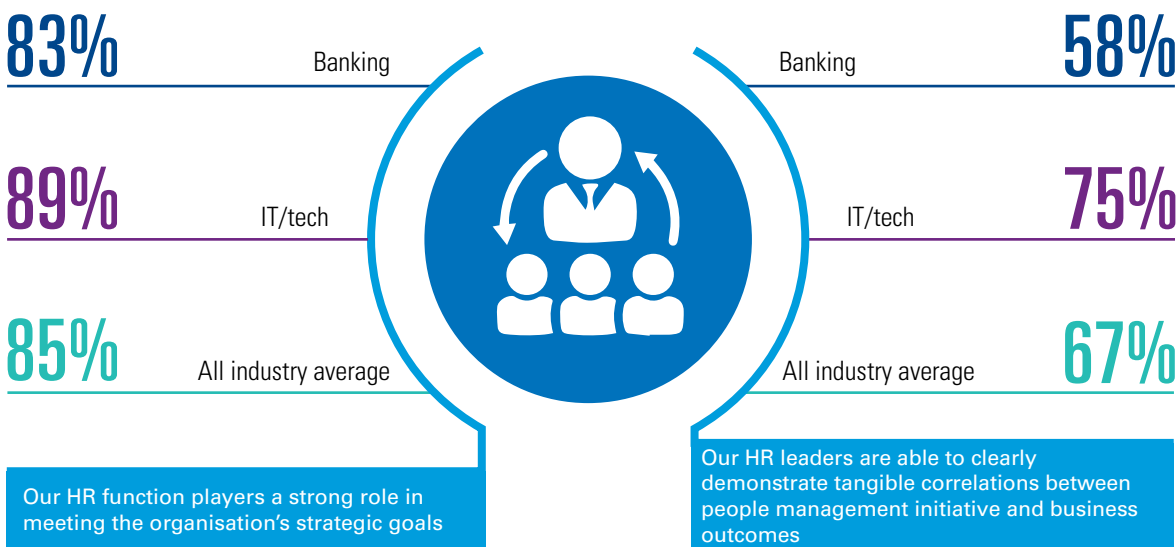 83%
Banking
89%
IT/tech
85%
All industry average
Our HR function players a strong role in
meeting the organisation's strategic goals
Banking
58%
IT/tech
75%
All industry average
67%
Our HR leaders are able to clearly
demonstrate tangible correlations between
people management initiative and business
outcomes